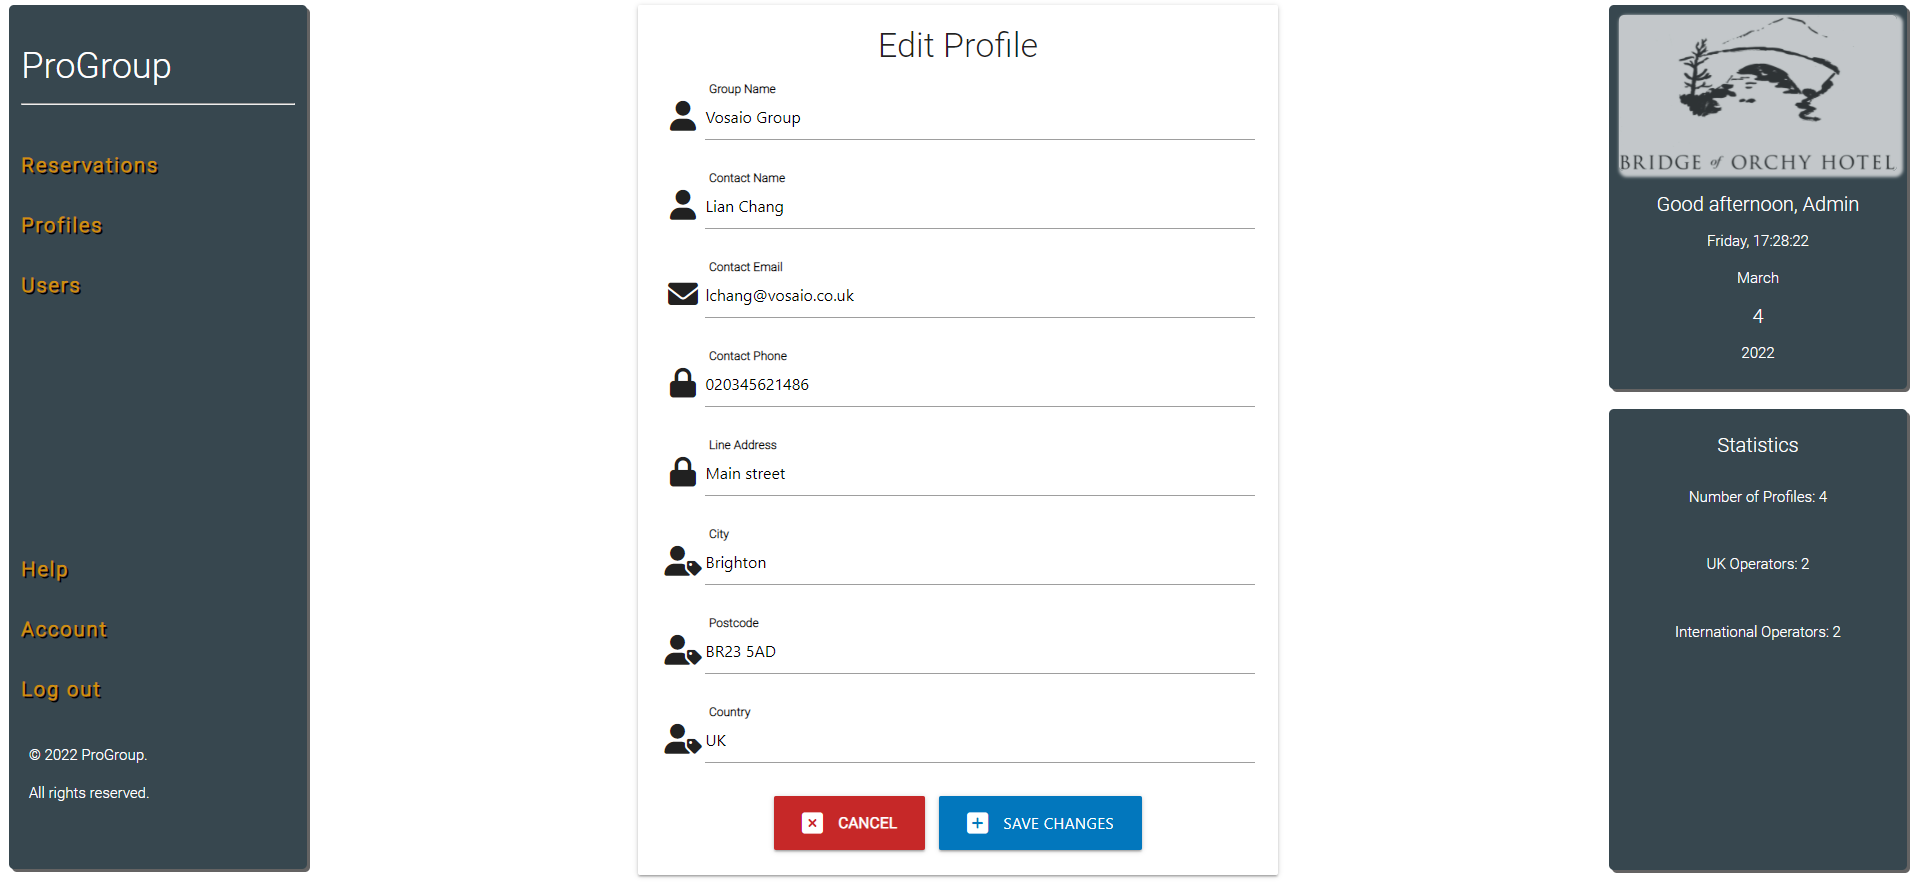 ProGroup
Reservations
Profiles
Users
Help
Account
Log out
© 2022 ProGroup.
All rights reserved.
Edit Profile
Group Name
Vosaio Group
Contact Name
Lian Chang
Contact Email
lchang@vosaio.co.uk
Contact Phone
020345621486
Line Address
Main street
City
Brighton
Postcode
BR23 5AD
Country
UK
CANCEL
SAVE CHANGES
BRIDGE of ORCHY HOTEL
Good afternoon, Admin
Friday, 17:28:22
March
4
2022
Statistics
Number of Profiles: 4
UK Operators: 2
International Operators: 2